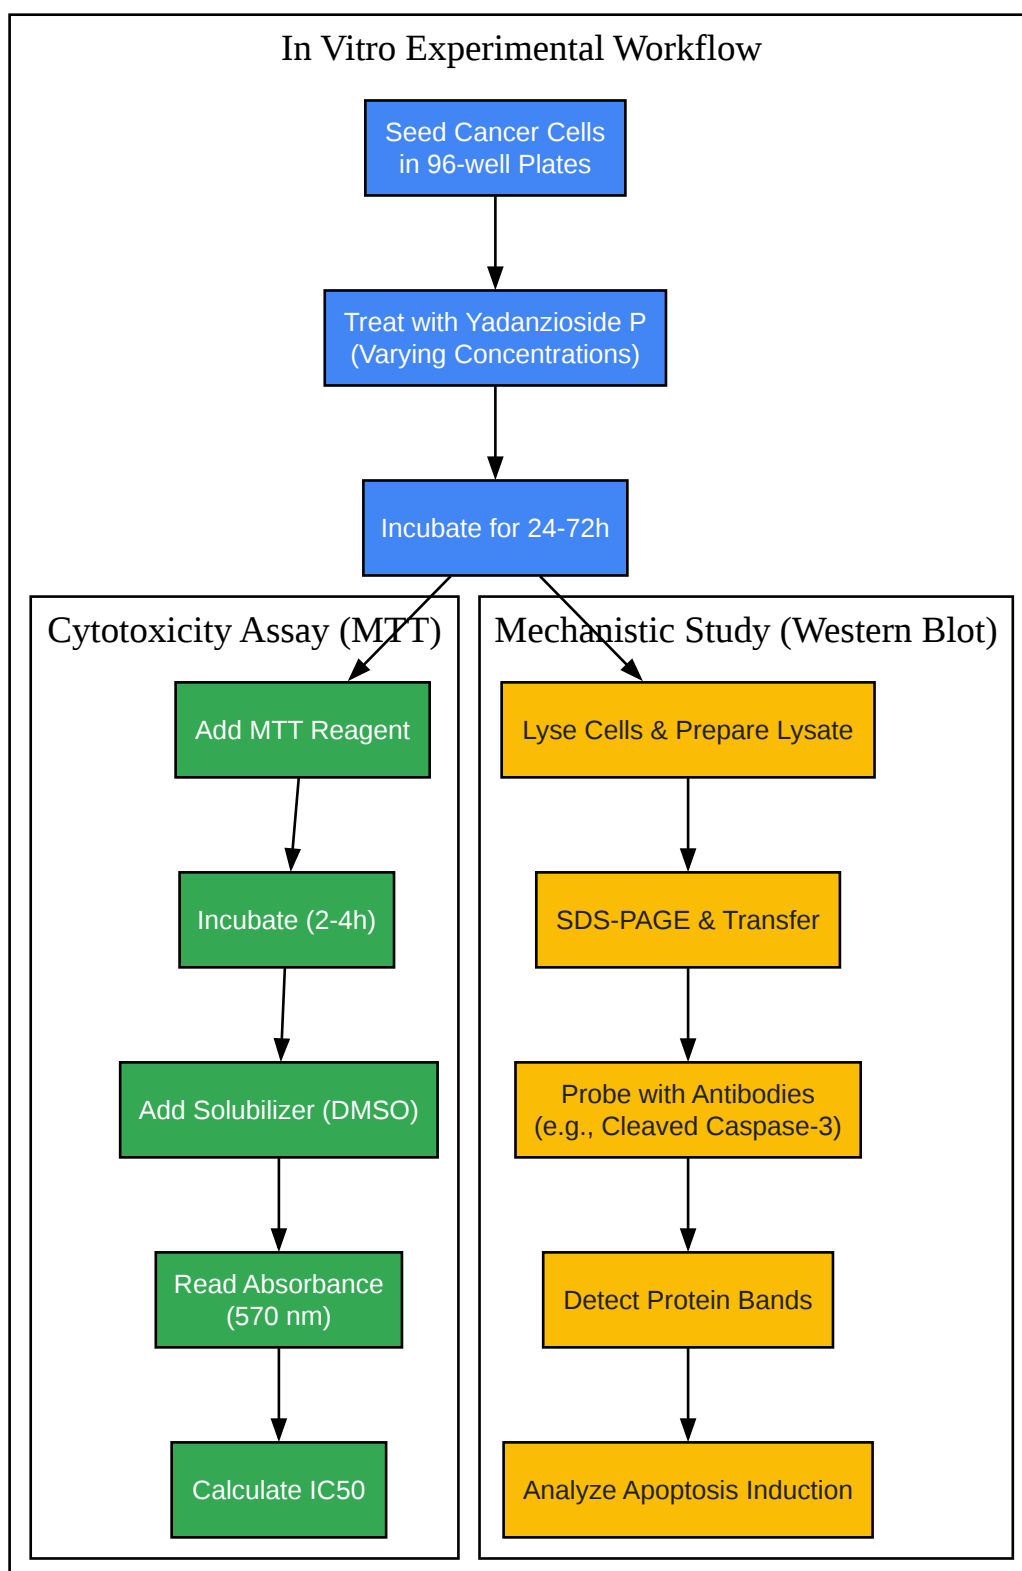 In Vitro Experimental Workflow
Seed Cancer Cells
in 96-well Plates
Treat with Yadanzioside P
(Varying Concentrations)
Incubate for 24-72h
Cytotoxicity Assay (MTT)
Add MTT Reagent
Incubate (2-4h)
Add Solubilizer (DMSO)
Read Absorbance
(570 nm)
Calculate IC50
Mechanistic Study (Western Blot)
Lyse Cells & Prepare Lysate
SDS-PAGE & Transfer
Probe with Antibodies
(e.g., Cleaved Caspase-3)
Detect Protein Bands
Analyze Apoptosis Induction